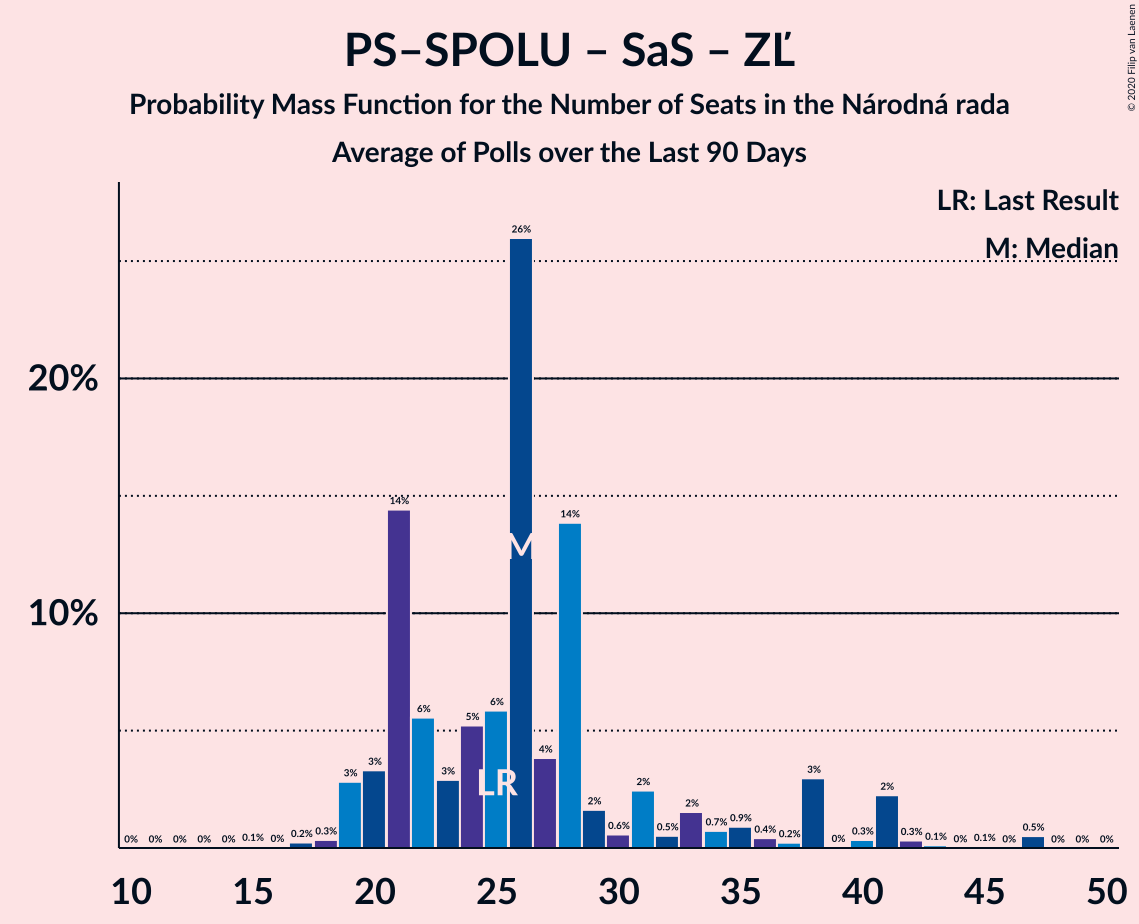 PS–SPOLU – SaS – ZĽ
Probability Mass Function for the Number of Seats in the Národná rada
Average of Polls over the Last 90 Days
© 2020 Filip van Laenen
LR: Last Result
M: Median
20%
10%
0% 0% 0% 0% 0% 0.1% 0% 0.2% 0.3% 3% 3% 14% 6% 3% 5% 6% 26% 4% 14% 2% 0.6% 2% 0.5% 2% 0.7% 0.9% 0.4% 0.2% 3% 0% 0.3% 2% 0.3% 0.1% 0% 0.1% 0% 0.5% 0% 0% 0%
M
LR
10 15 20 25 30 35 40 45 50